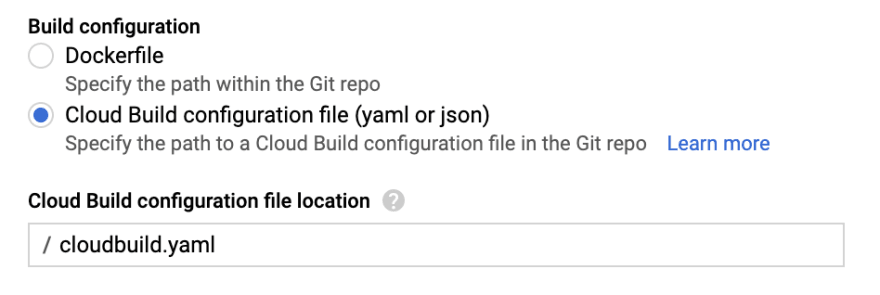 Build configuration
Dockerfile
Specify the path within the Git repo
Cloud Build configuration file (yaml or json)
Specify the path to a Cloud Build configuration file in the Git repo Learn more
Cloud Build configuration file location ?
/ cloudbuild.yaml